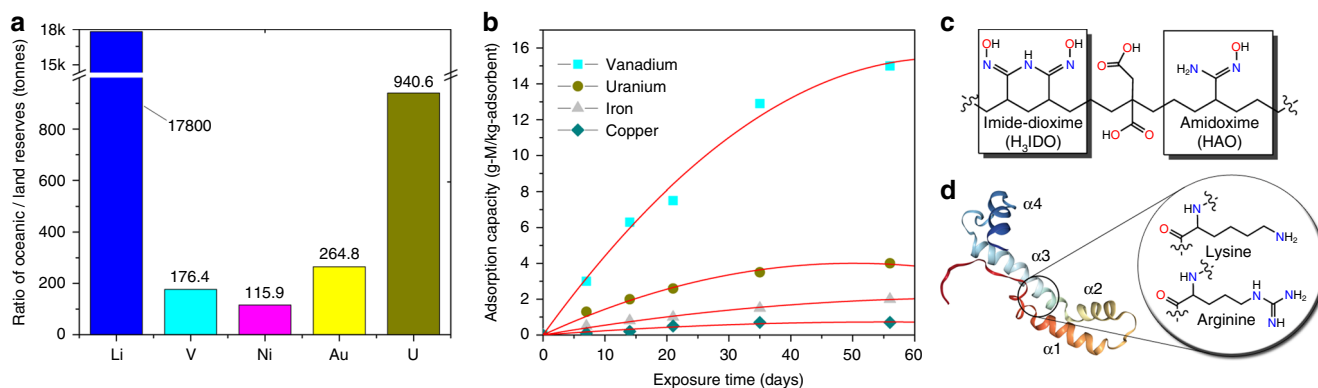 a
Ratio of oceanic / land reserves (tonnes)
18k
15k
800
600
400
200
0
17800
176.4
115.9
264.8
940.6
Li
V
Ni
Au
U
b
Adsorption capacity (g-M/kg-adsorbent)
16
14
12
10
8
6
4
2
0
Vanadium
Uranium
Iron
Copper
0
10
20
30
40
50
60
Exposure time (days)
c
OH
N
H
N
OH
N
Imide-dioxime
(H₃IDO)
OH
O
HO
O
OH
H₂N
N
Amidoxime
(HAO)
d
α4
α3
α2
α1
HN
O
NH₂
Lysine
HN
O
H
N
NH₂
NH
Arginine